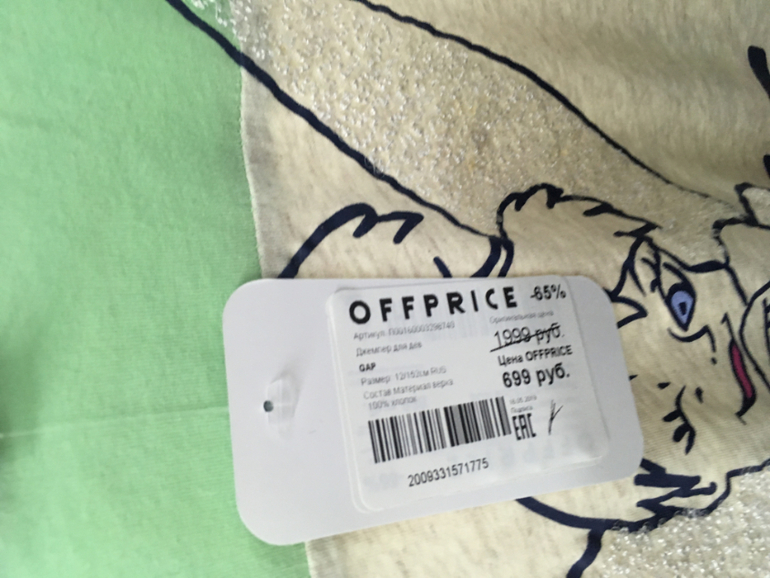 OFFPRICE -65%
Артикул:
Оригинальная цена
1999 руб.
Джемпер для дев
GAP
Цена OFFPRICE
699 руб.
Размер: 12/152см RUS
Состав Материал верха
100% хлопок
Подпись
EAC
2009331571775